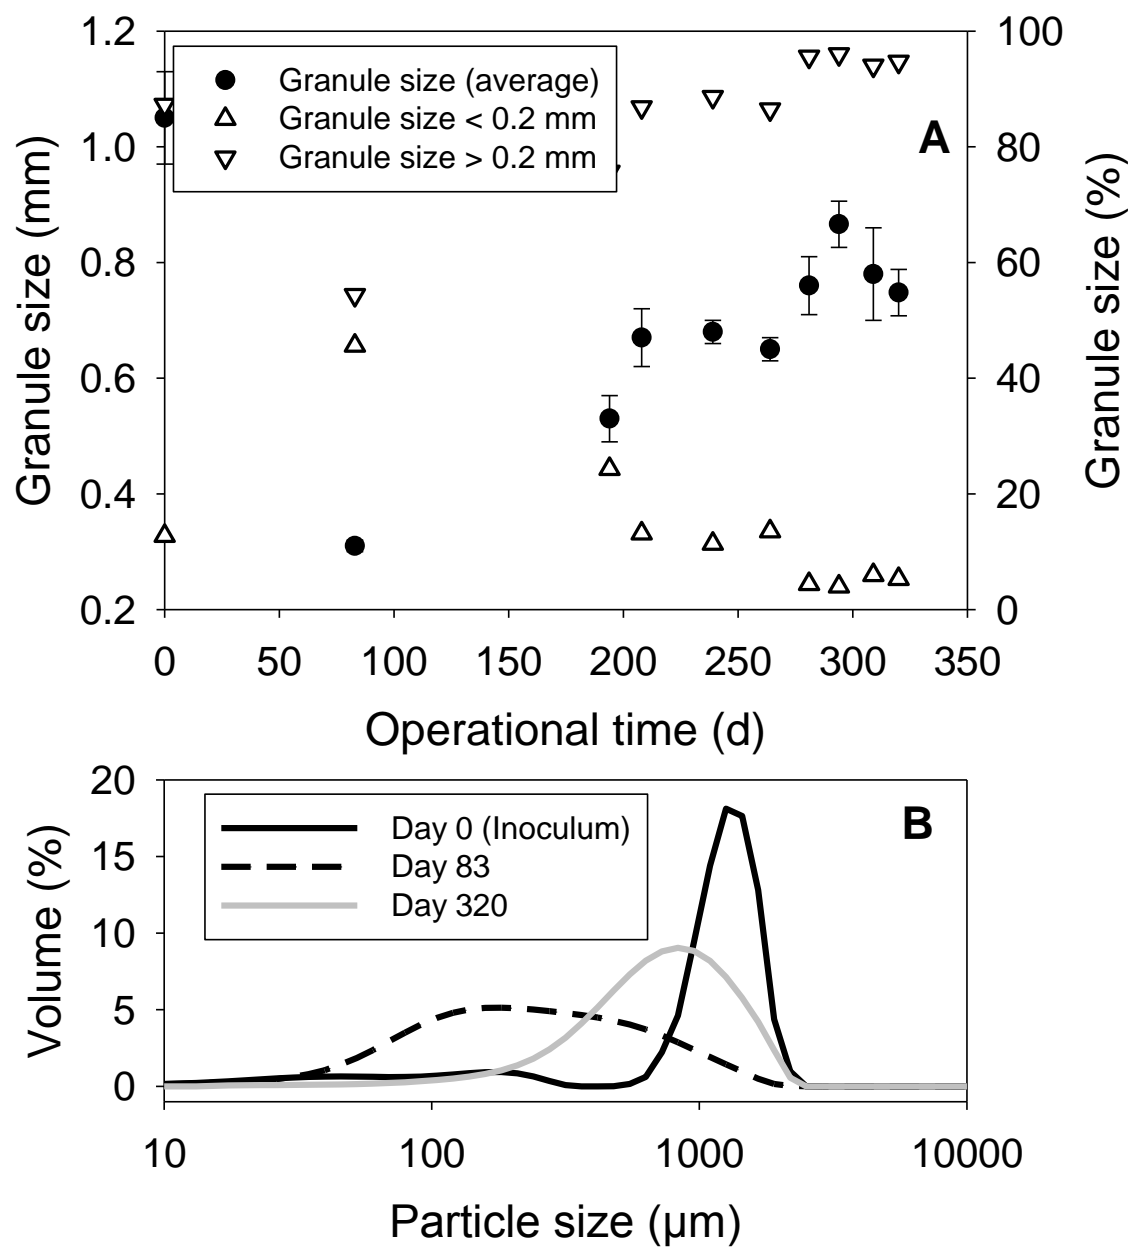 1.2
1.0
0.8
0.6
0.4
0.2
Granule size (mm)
100
80
60
40
20
0
Granule size (%)
Granule size (average)
Granule size < 0.2 mm
Granule size > 0.2 mm
A
0 50 100 150 200 250 300 350
Operational time (d)
20
15
10
5
0
Volume (%)
Day 0 (Inoculum)
Day 83
Day 320
B
10 100 1000 10000
Particle size (µm)